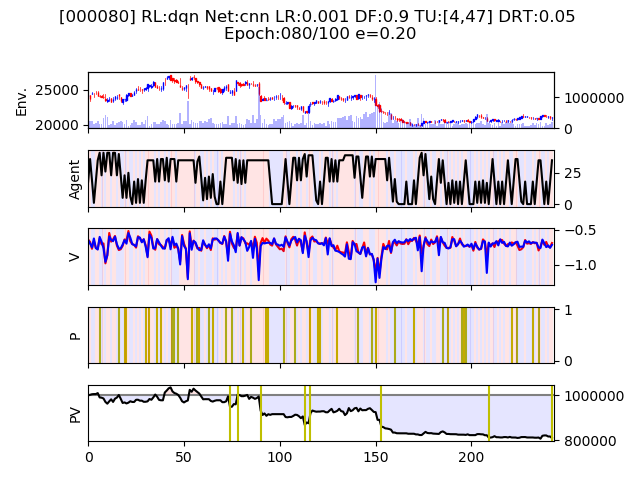 [000080] RL:dqn Net:cnn LR:0.001 DF:0.9 TU:[4,47] DRT:0.05
Epoch:080/100 e=0.20
Env.
25000
20000
1000000
0
Agent
25
0
V
−0.5
−1.0
P
1
0
PV
1000000
800000
0 50 100 150 200